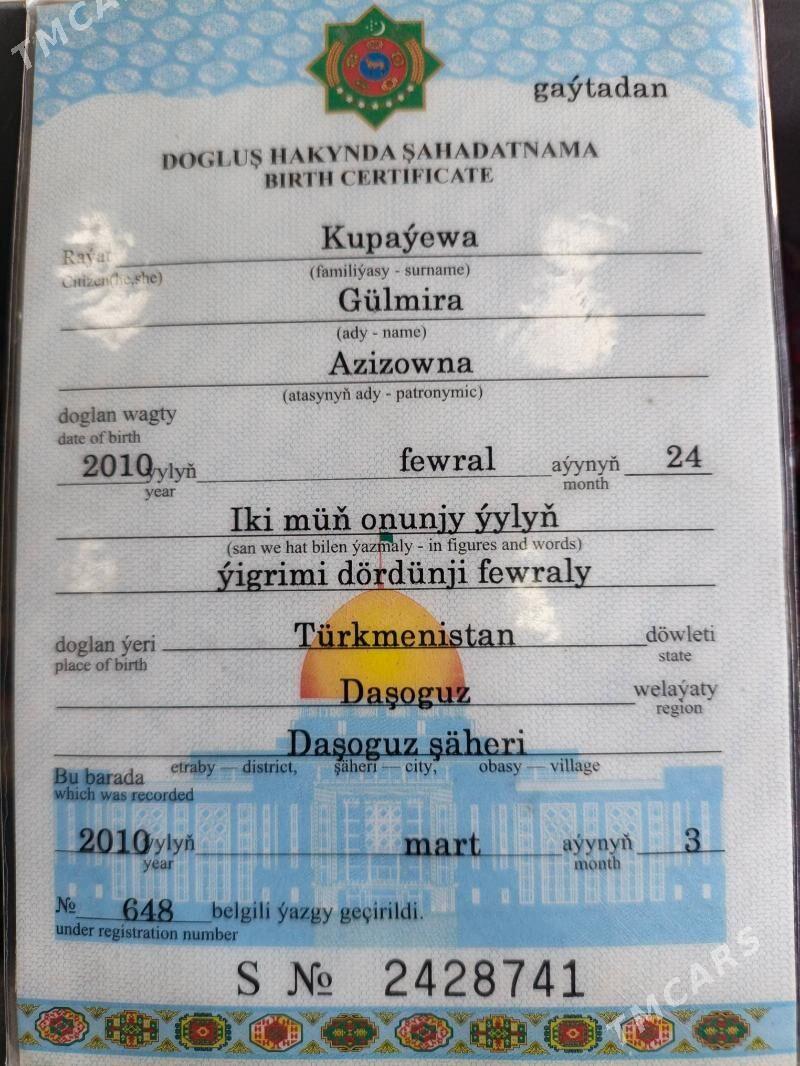 TMCARS
gaýtadan
DOGLUŞ HAKYNDA ŞAHADATNAMA
BIRTH CERTIFICATE
Kupaýewa
Raýat
Citizen(he,she)
(familiýasy - surname)
Gülmira
(ady - name)
Azizowna
(atasynyň ady - patronymic)
doglan wagty
date of birth
2010 ýylyň fewral aýynyň 24
year month
Iki müň onunjy ýylyň
(san we hat bilen ýazmaly - in figures and words)
ýigrimi dördünji fewraly
doglan ýeri Türkmenistan döwleti
place of birth state
Daşoguz welaýaty
region
Daşoguz şäheri
etraby — district, şäheri — city, obasy — village
Bu barada
which was recorded
2010 ýylyň mart aýynyň 3
year month
№ 648 belgili ýazgy geçirildi.
under registration number
S № 2428741
TMCARS